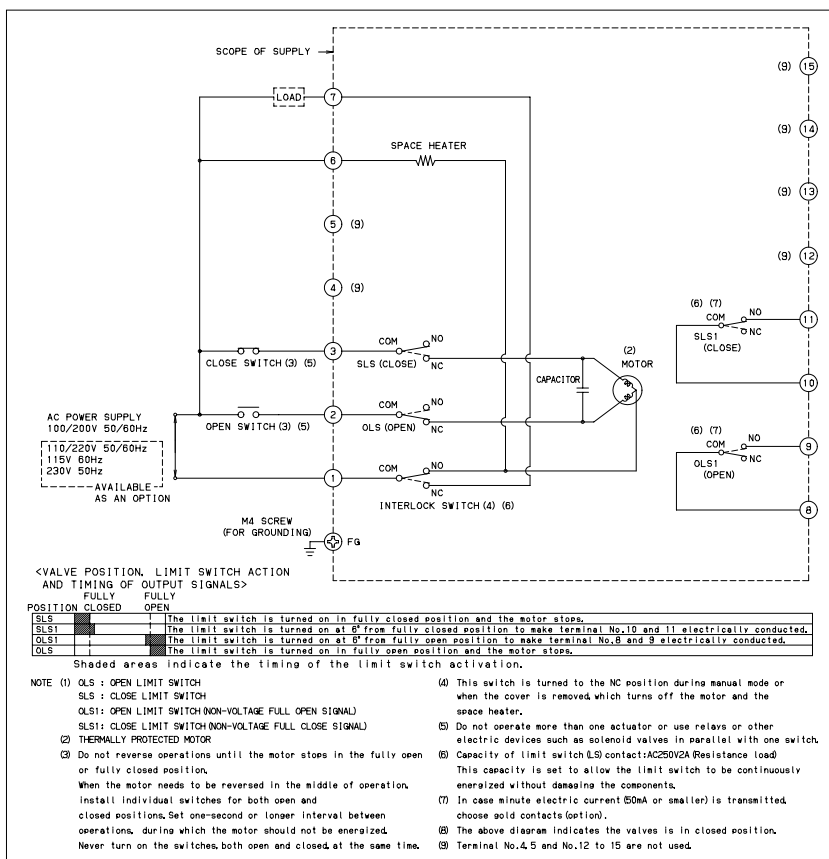 SCOPE OF SUPPLY
(9) 15
LOAD 7
(9) 14
6 SPACE HEATER
(9) 13
5 (9)
(9) 12
4 (9)
(6) (7)
COM NO
NC
SLS1
(CLOSE)
11
CLOSE SWITCH (3) (5)
3
COM NO
NC
SLS (CLOSE)
CAPACITOR
(2)
MOTOR
10
AC POWER SUPPLY
100/200V 50/60Hz
110/220V 50/60Hz
115V 60Hz
230V 50Hz
AVAILABLE
AS AN OPTION
OPEN SWITCH (3) (5)
2
COM NO
NC
OLS (OPEN)
(6) (7)
COM NO
NC
OLS1
(OPEN)
9
1
COM NO
NC
INTERLOCK SWITCH (4) (6)
8
M4 SCREW
(FOR GROUNDING)
FG
<VALVE POSITION, LIMIT SWITCH ACTION
AND TIMING OF OUTPUT SIGNALS>
FULLY FULLY
POSITION CLOSED OPEN
SLS The limit switch is turned on in fully closed position and the motor stops.
SLS1 The limit switch is turned on at 6° from fully closed position to make terminal No.10 and 11 electrically conducted.
OLS1 The limit switch is turned on at 6° from fully open position to make terminal No.8 and 9 electrically conducted.
OLS The limit switch is turned on in fully open position and the motor stops.
Shaded areas indicate the timing of the limit switch activation.
NOTE (1) OLS : OPEN LIMIT SWITCH
SLS : CLOSE LIMIT SWITCH
OLS1: OPEN LIMIT SWITCH (NON-VOLTAGE FULL OPEN SIGNAL)
SLS1: CLOSE LIMIT SWITCH (NON-VOLTAGE FULL CLOSE SIGNAL)
(2) THERMALLY PROTECTED MOTOR
(3) Do not reverse operations until the motor stops in the fully open
or fully closed position.
When the motor needs to be reversed in the middle of operation,
install individual switches for both open and
closed positions. Set one-second or longer interval between
operations, during which the motor should not be energized.
Never turn on the switches, both open and closed, at the same time.
(4) This switch is turned to the NC position during manual mode or
when the cover is removed, which turns off the motor and the
space heater.
(5) Do not operate more than one actuator or use relays or other
electric devices such as solenoid valves in parallel with one switch.
(6) Capacity of limit switch (LS) contact:AC250V2A (Resistance load)
This capacity is set to allow the limit switch to be continuously
energized without damaging the components.
(7) In case minute electric current (50mA or smaller) is transmitted,
choose gold contacts (option).
(8) The above diagram indicates the valves is in closed position.
(9) Terminal No.4, 5 and No.12 to 15 are not used.